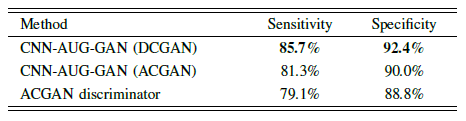 Method Sensitivity Specificity
CNN-AUG-GAN (DCGAN) 85.7% 92.4%
CNN-AUG-GAN (ACGAN) 81.3% 90.0%
ACGAN discriminator 79.1% 88.8%